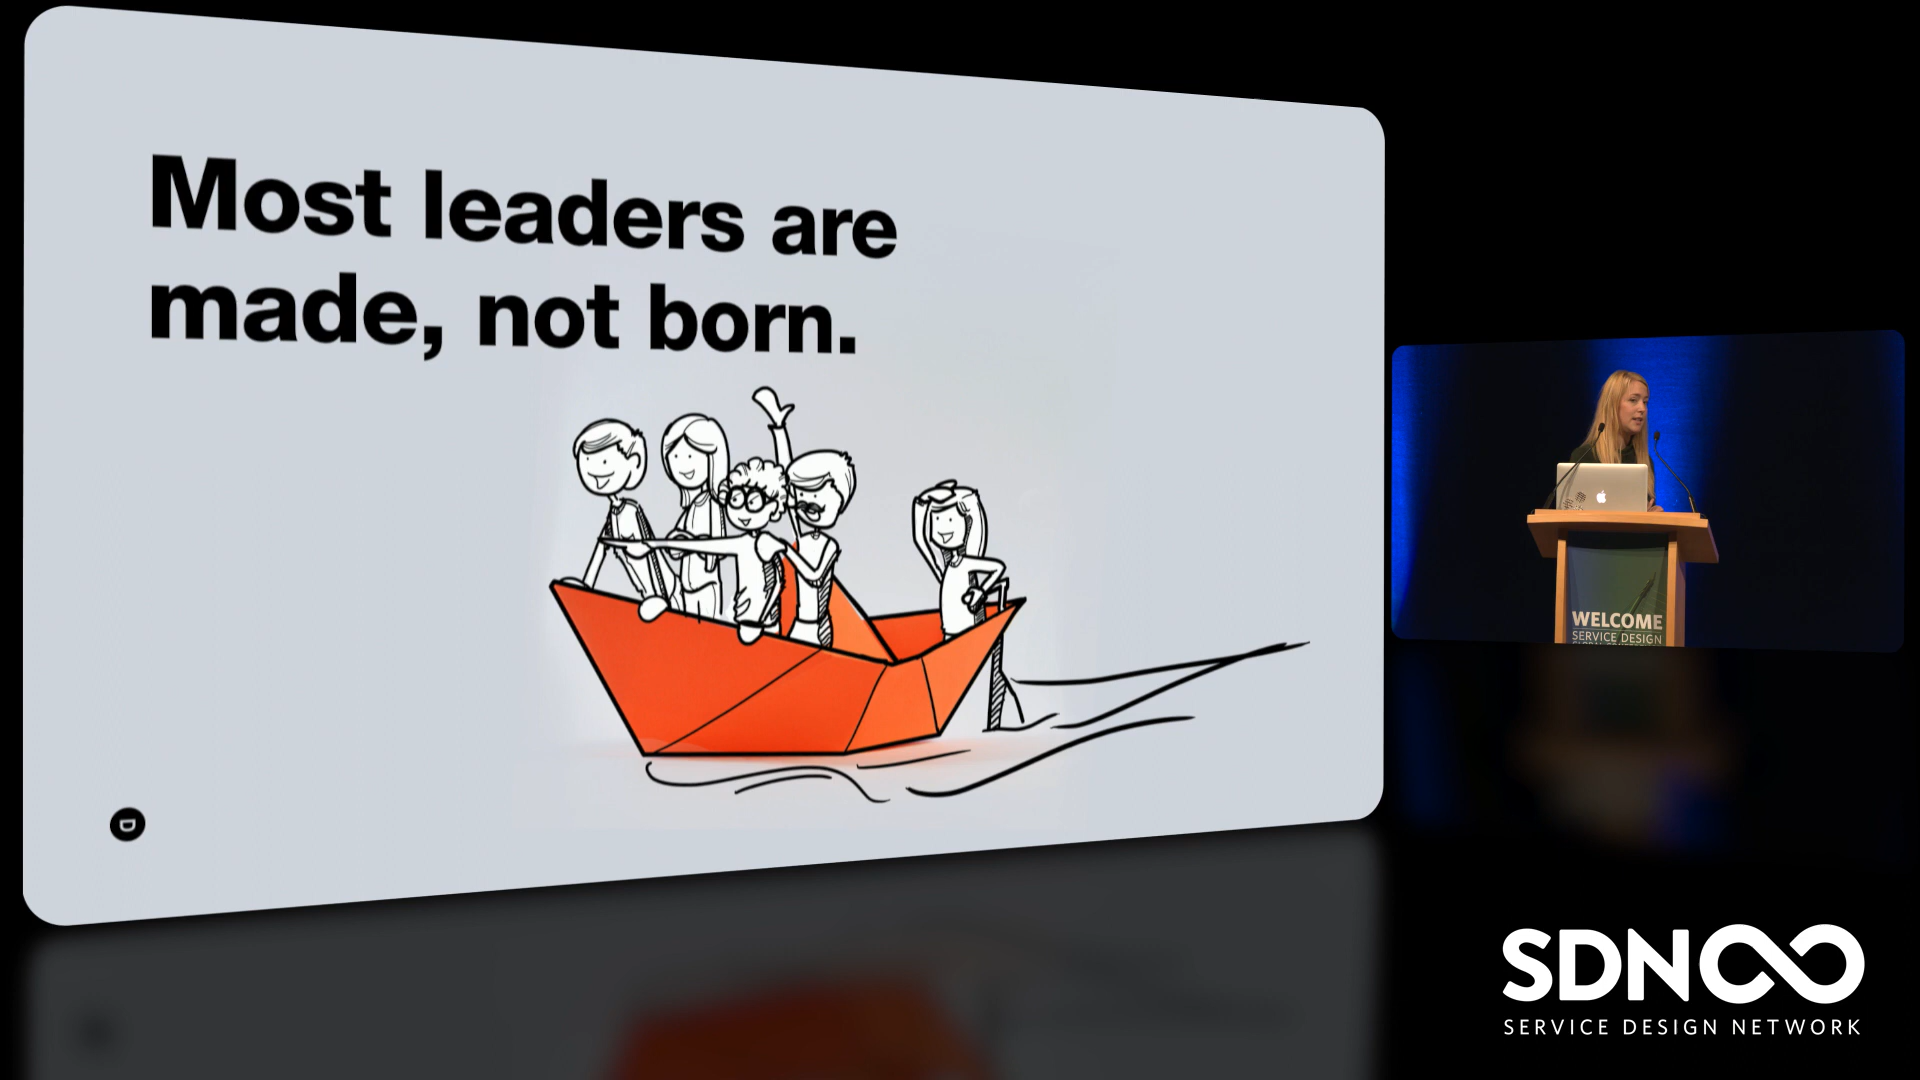 Most leaders are
made, not born.
D
WELCOME
SERVICE DESIGN
SDN
SERVICE DESIGN NETWORK